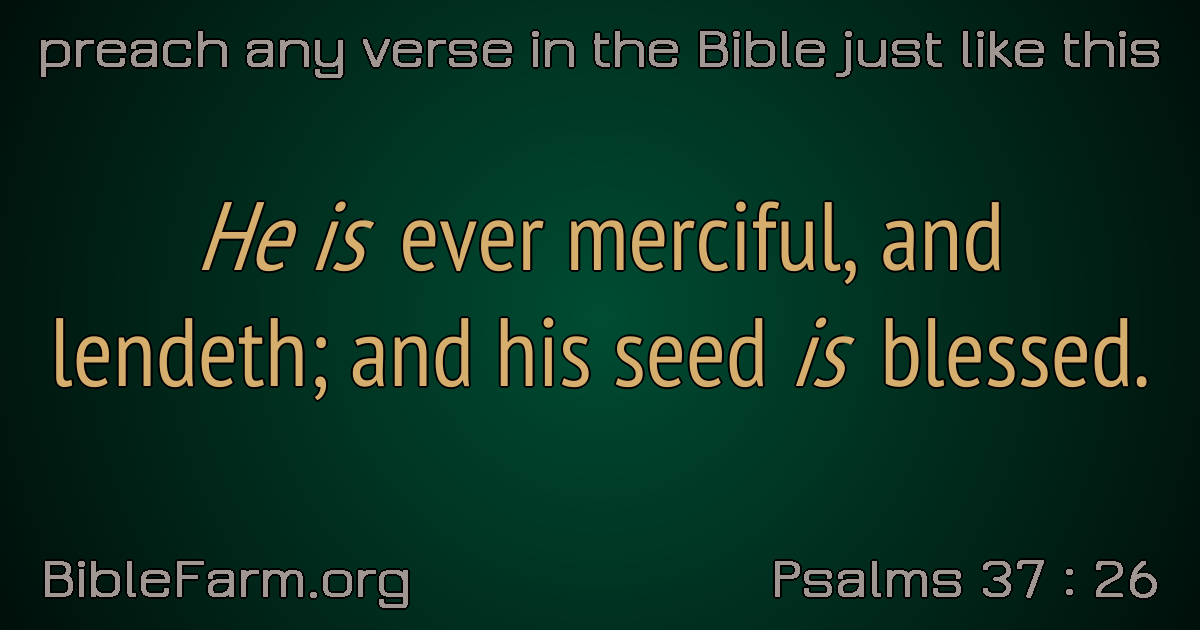 preach any verse in the Bible just like this
He is ever merciful, and
lendeth; and his seed is blessed.
BibleFarm.org
Psalms 37 : 26